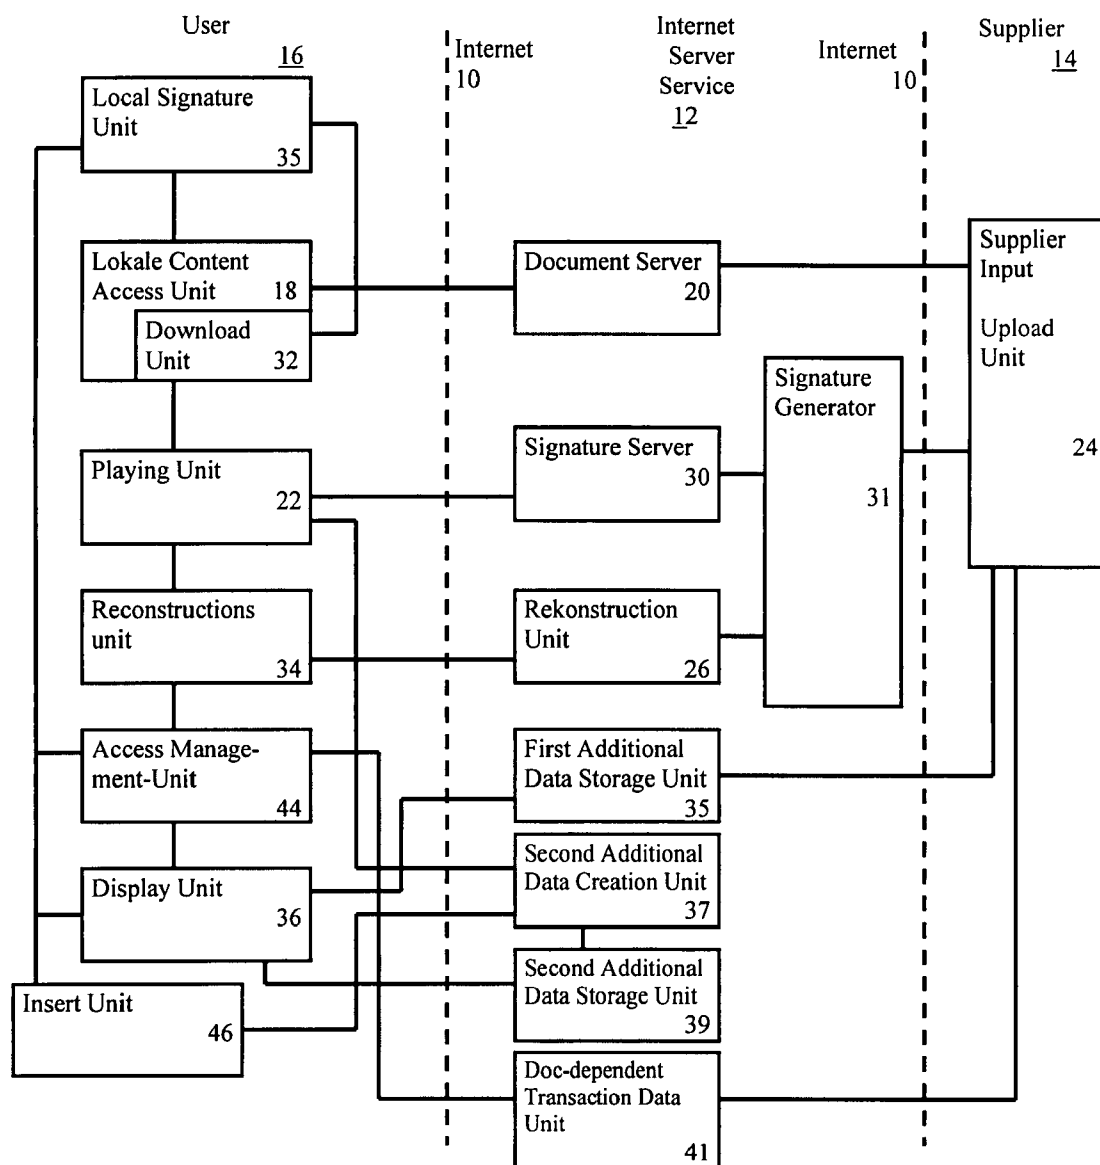 User
16
Internet
10
Internet
Server
Service
12
Internet
10
Supplier
14
Local Signature
Unit
35
Lokale Content
Access Unit
18
Download
Unit
32
Playing Unit
22
Reconstructions
unit
34
Access Manage-
ment-Unit
44
Display Unit
36
Insert Unit
46
Document Server
20
Signature Server
30
Rekonstruction
Unit
26
Signature
Generator
31
First Additional
Data Storage Unit
35
Second Additional
Data Creation Unit
37
Second Additional
Data Storage Unit
39
Doc-dependent
Transaction Data
Unit
41
Supplier
Input
Upload
Unit
24